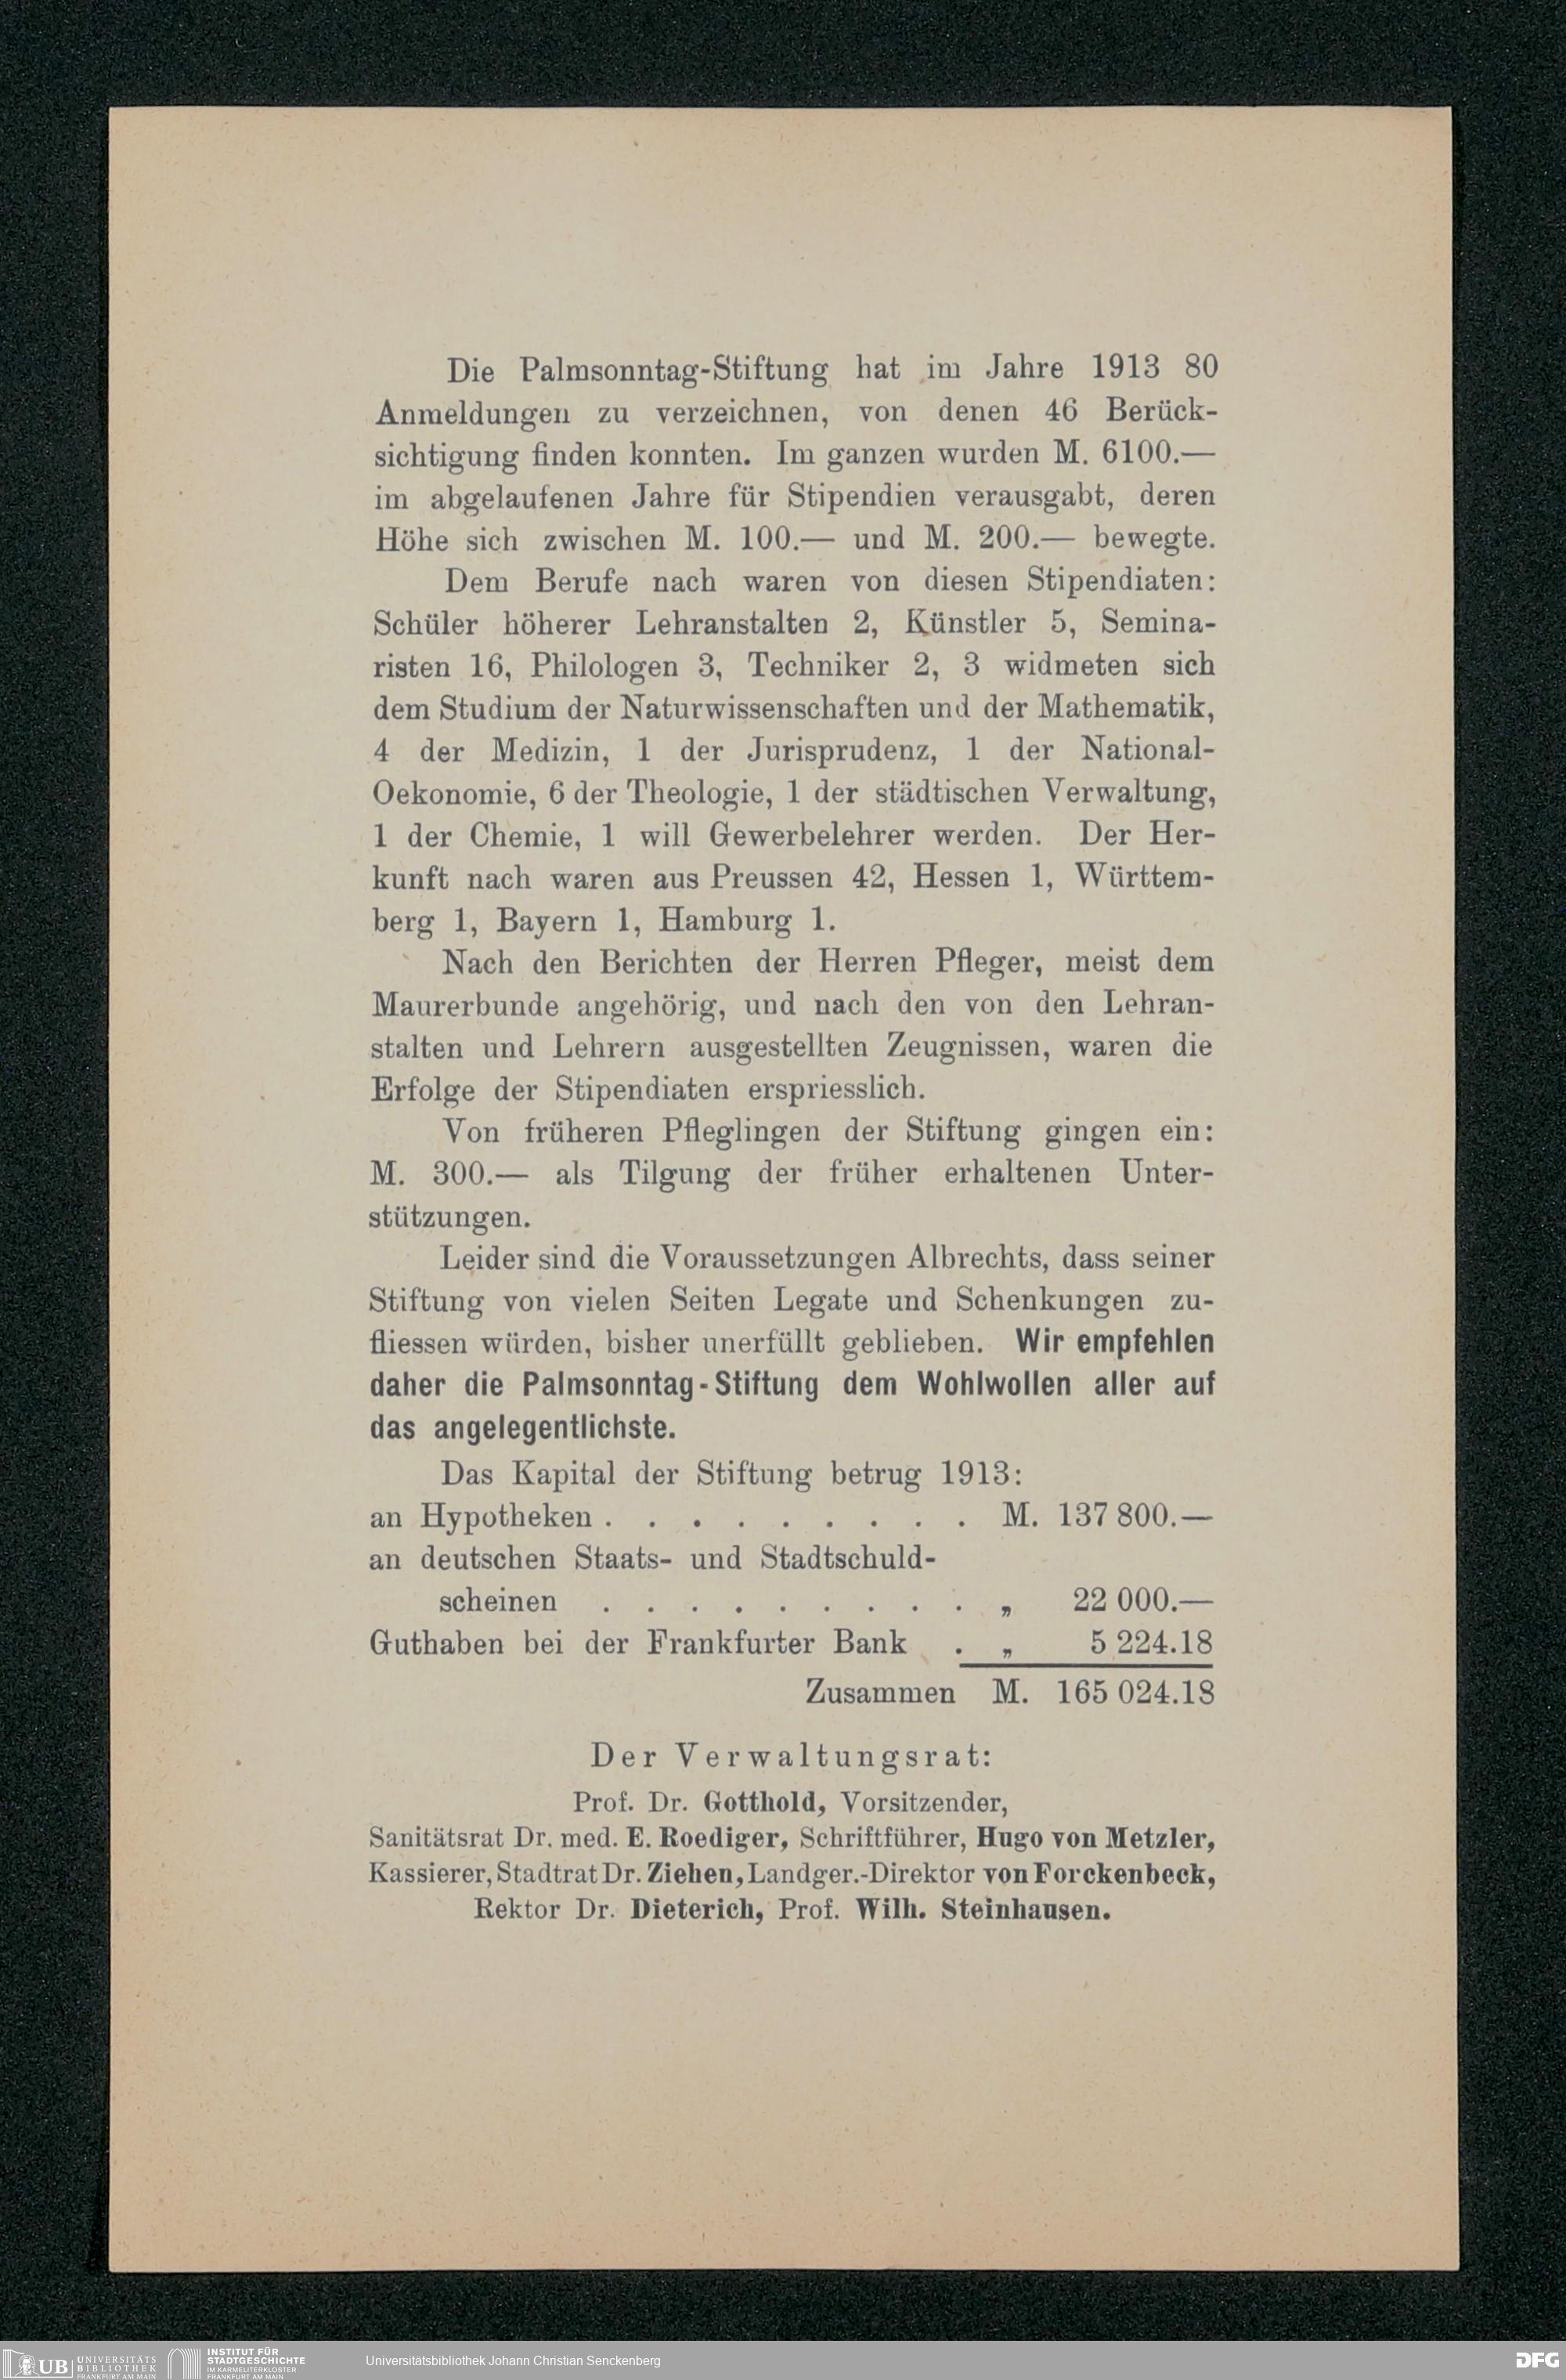 Die Palmsonntag-Stiftung hat im Jahre 1913 80
Anmeldungen zu verzeichnen, von denen 46 Berück-
sichtigung finden konnten. Im ganzen wurden M. 6100.—
im abgelaufenen Jahre für Stipendien verausgabt, deren
Höhe sich zwischen M. 100.— und M. 200.— bewegte.
Dem Berufe nach waren von diesen Stipendiaten:
Schüler höherer Lehranstalten 2, Künstler 5, Semina-
risten 16, Philologen 3, Techniker 2, 3 widmeten sich
dem Studium der Naturwissenschaften und der Mathematik,
4 der Medizin, 1 der Jurisprudenz, 1 der National-
Oekonomie, 6 der Theologie, 1 der städtischen Verwaltung,
1 der Chemie, 1 will Gewerbelehrer werden. Der Her-
kunft nach waren aus Preussen 42, Hessen 1, Württem-
berg 1, Bayern 1, Hamburg 1.
Nach den Berichten der Herren Pfleger, meist dem
Maurerbunde angehörig, und nach den von den Lehran-
stalten und Lehrern ausgestellten Zeugnissen, waren die
Erfolge der Stipendiaten erspriesslich.
Von früheren Pfleglingen der Stiftung gingen ein:
M. 300.— als Tilgung der früher erhaltenen Unter-
stützungen.
Leider sind die Voraussetzungen Albrechts, dass seiner
Stiftung von vielen Seiten Legate und Schenkungen zu-
fliessen würden, bisher unerfüllt geblieben. Wir empfehlen
daher die Palmsonntag-Stiftung dem Wohlwollen aller auf
das angelegentlichste.
Das Kapital der Stiftung betrug 1913:
an Hypotheken . . . . . . . . . M. 137 800.—
an deutschen Staats- und Stadtschuld-
scheinen . . . . . . . . . „ 22 000.—
Guthaben bei der Frankfurter Bank . „ 5 224.18
Zusammen M. 165 024.18
Der Verwaltungsrat:
Prof. Dr. Gotthold, Vorsitzender,
Sanitätsrat Dr. med. E. Roediger, Schriftführer, Hugo von Metzler,
Kassierer, Stadtrat Dr. Ziehen, Landger.-Direktor von Forckenbeck,
Rektor Dr. Dieterich, Prof. Wilh. Steinhausen.
UB UNIVERSITÄTS
BIBLIOTHEK
FRANKFURT AM MAIN
INSTITUT FÜR
STADTGESCHICHTE
IM KARMELITERKLOSTER
FRANKFURT AM MAIN
Universitätsbibliothek Johann Christian Senckenberg
DFG